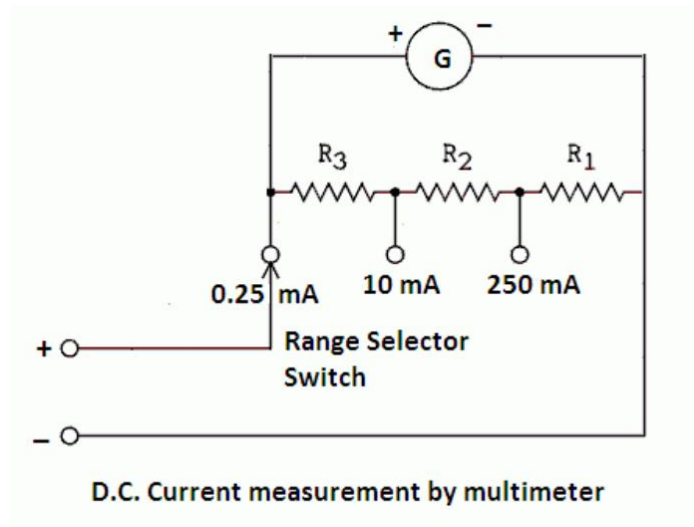 + −
G
R3 R2 R1
0.25 mA 10 mA 250 mA
+ Range Selector
Switch
−
D.C. Current measurement by multimeter